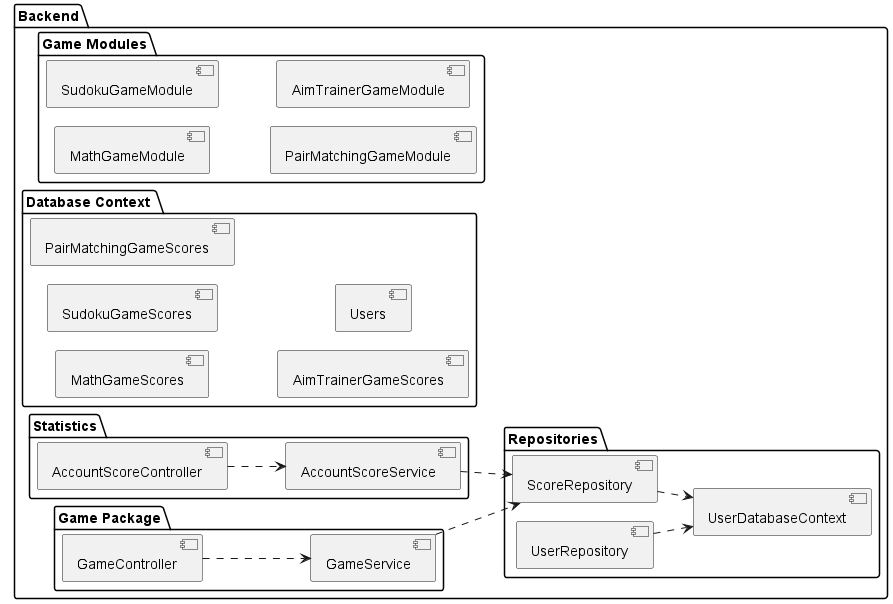 Backend
Game Modules
SudokuGameModule
AimTrainerGameModule
MathGameModule
PairMatchingGameModule
Database Context
PairMatchingGameScores
SudokuGameScores
Users
MathGameScores
AimTrainerGameScores
Statistics
AccountScoreController
AccountScoreService
Game Package
GameController
GameService
Repositories
ScoreRepository
UserDatabaseContext
UserRepository